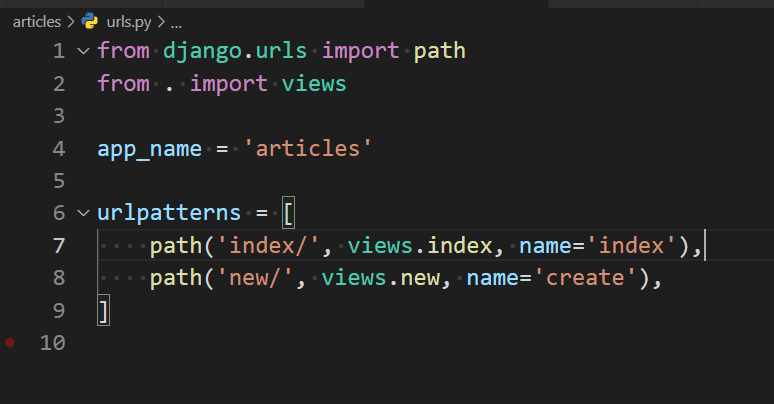 articles > urls.py > ...
1 from django.urls import path
2 from . import views
3
4 app_name = 'articles'
5
6 urlpatterns = [
7     path('index/', views.index, name='index'),
8     path('new/', views.new, name='create'),
9 ]
10